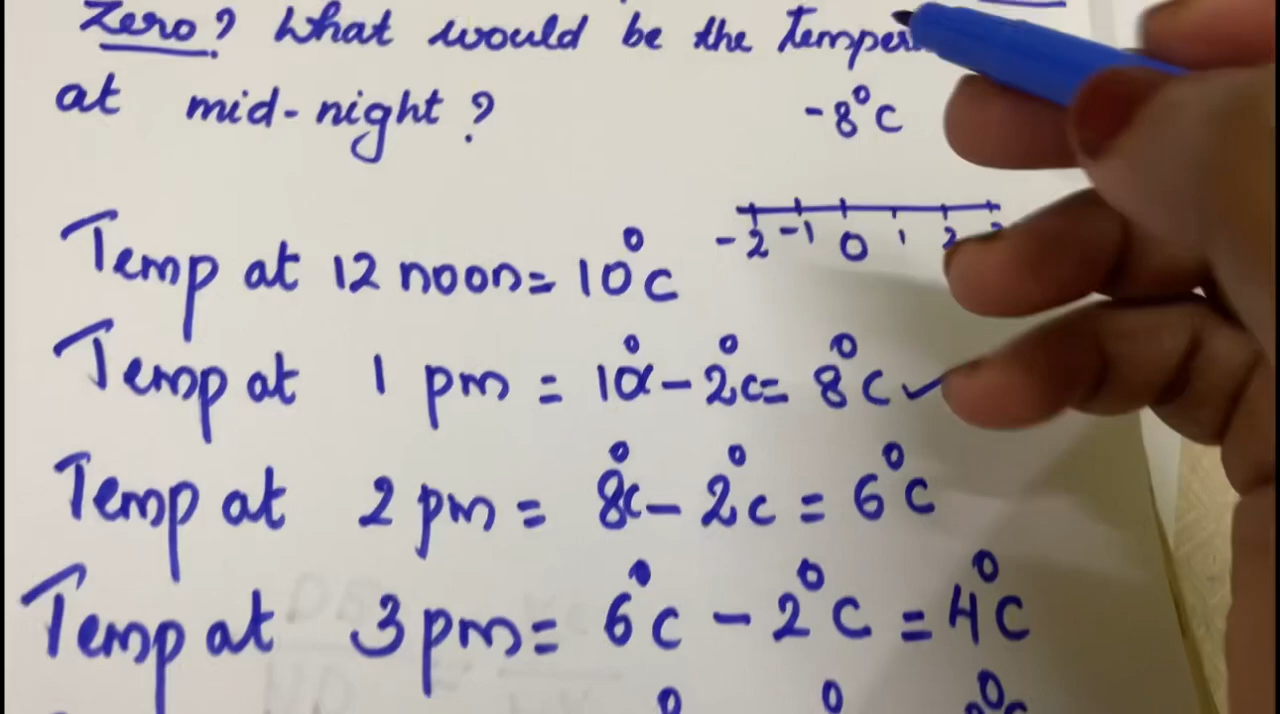 Zero? What would be the
at mid-night?
-8°C
-2 -1 0 1 2
Temp at 12 noon = 10°C
Temp at 1 pm = 10°C - 2°C = 8°C ✓
Temp at 2 pm = 8°C - 2°C = 6°C
Temp at 3 pm = 6°C - 2°C = 4°C